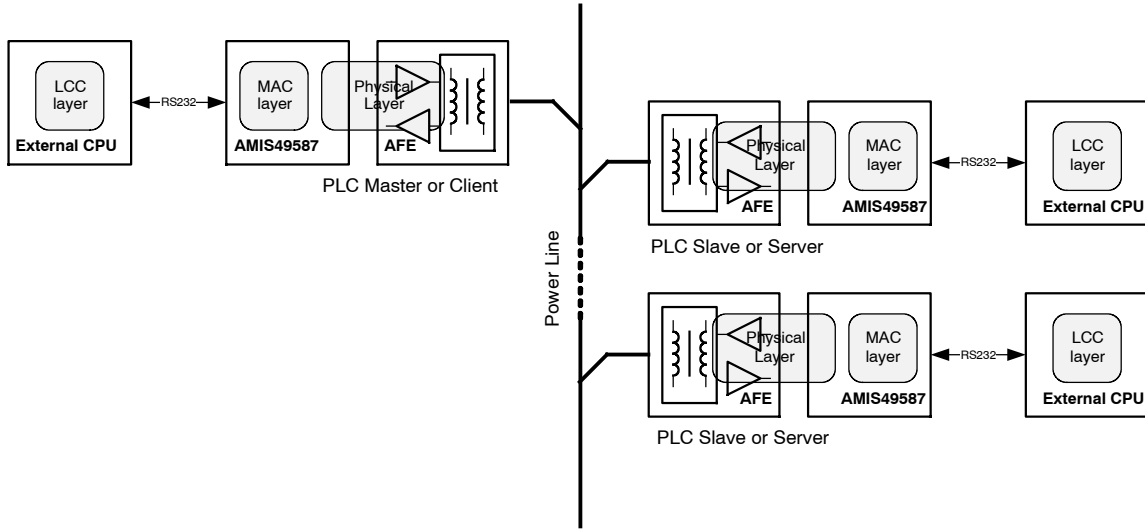 LCC
layer
External CPU
RS232
MAC
layer
AMIS49587
Physical
Layer
AFE
PLC Master or Client
Power Line
Physical
Layer
AFE
MAC
layer
AMIS49587
RS232
LCC
layer
External CPU
PLC Slave or Server
Physical
Layer
AFE
MAC
layer
AMIS49587
RS232
LCC
layer
External CPU
PLC Slave or Server